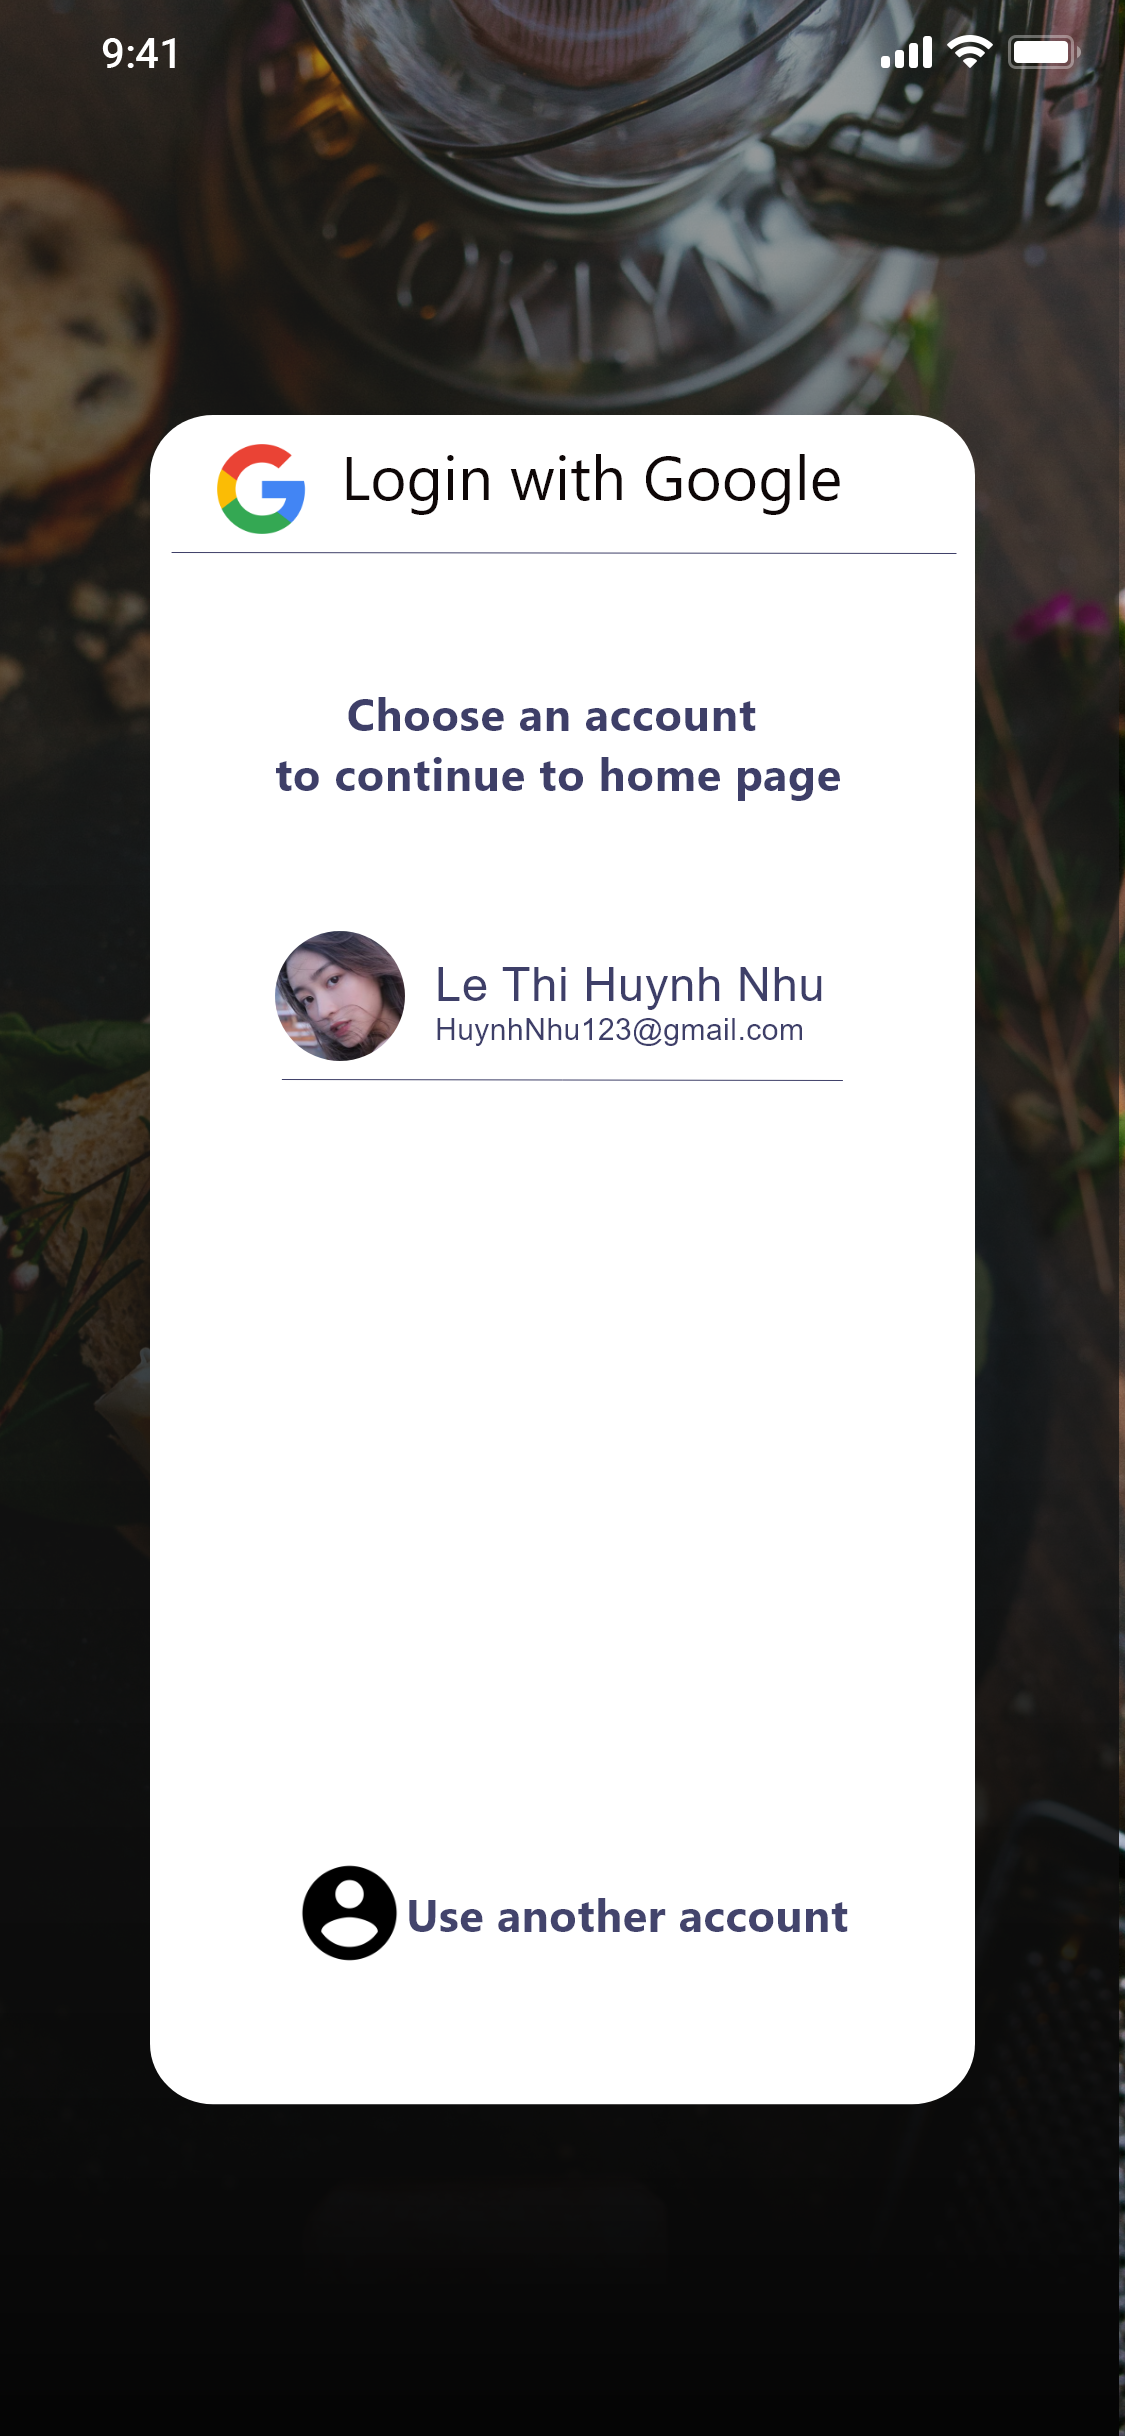 9:41
Login with Google
Choose an account
to continue to home page
Le Thi Huynh Nhu
HuynhNhu123@gmail.com
Use another account